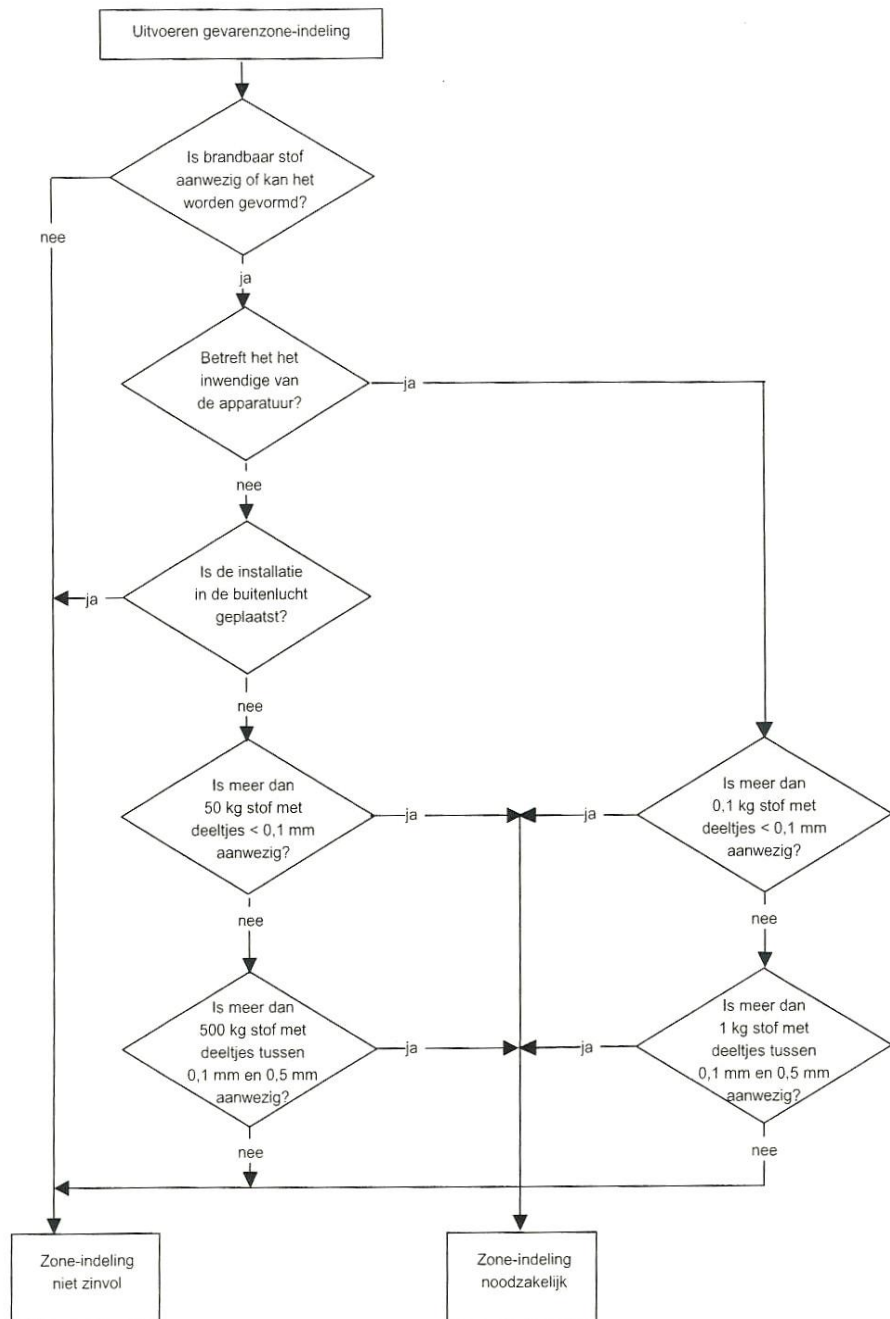 Uitvoeren gevarenzone-indeling
Is brandbaar stof
aanwezig of kan het
worden gevormd?
nee
ja
Betreft het het
inwendige van
de apparatuur?
ja
nee
Is de installatie
in de buitenlucht
geplaatst?
ja
nee
Is meer dan
50 kg stof met
deeltjes < 0,1 mm
aanwezig?
ja
ja
Is meer dan
0,1 kg stof met
deeltjes < 0,1 mm
aanwezig?
nee
nee
Is meer dan
500 kg stof met
deeltjes tussen
0,1 mm en 0,5 mm
aanwezig?
ja
ja
Is meer dan
1 kg stof met
deeltjes tussen
0,1 mm en 0,5 mm
aanwezig?
nee
nee
Zone-indeling
niet zinvol
Zone-indeling
noodzakelijk